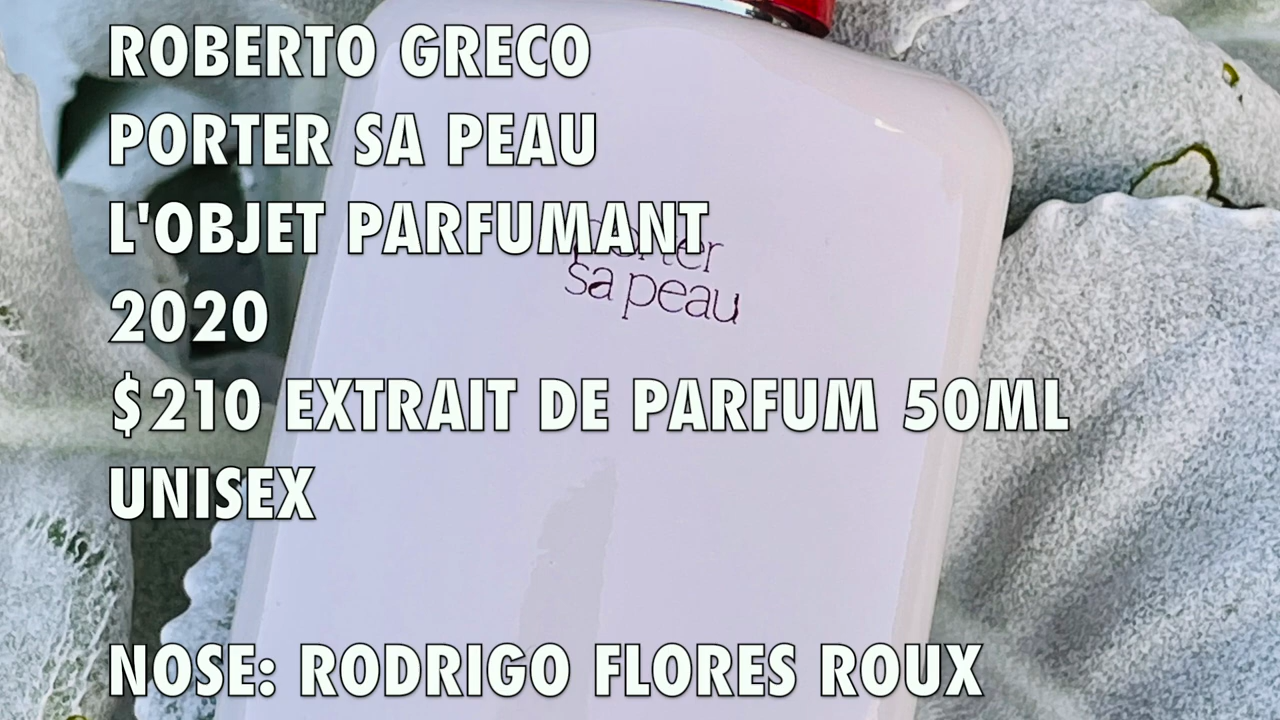 ROBERTO GRECO
PORTER SA PEAU
L'OBJET PARFUMANT
2020
$210 EXTRAIT DE PARFUM 50ML
UNISEX
NOSE: RODRIGO FLORES ROUX
porter
sa peau